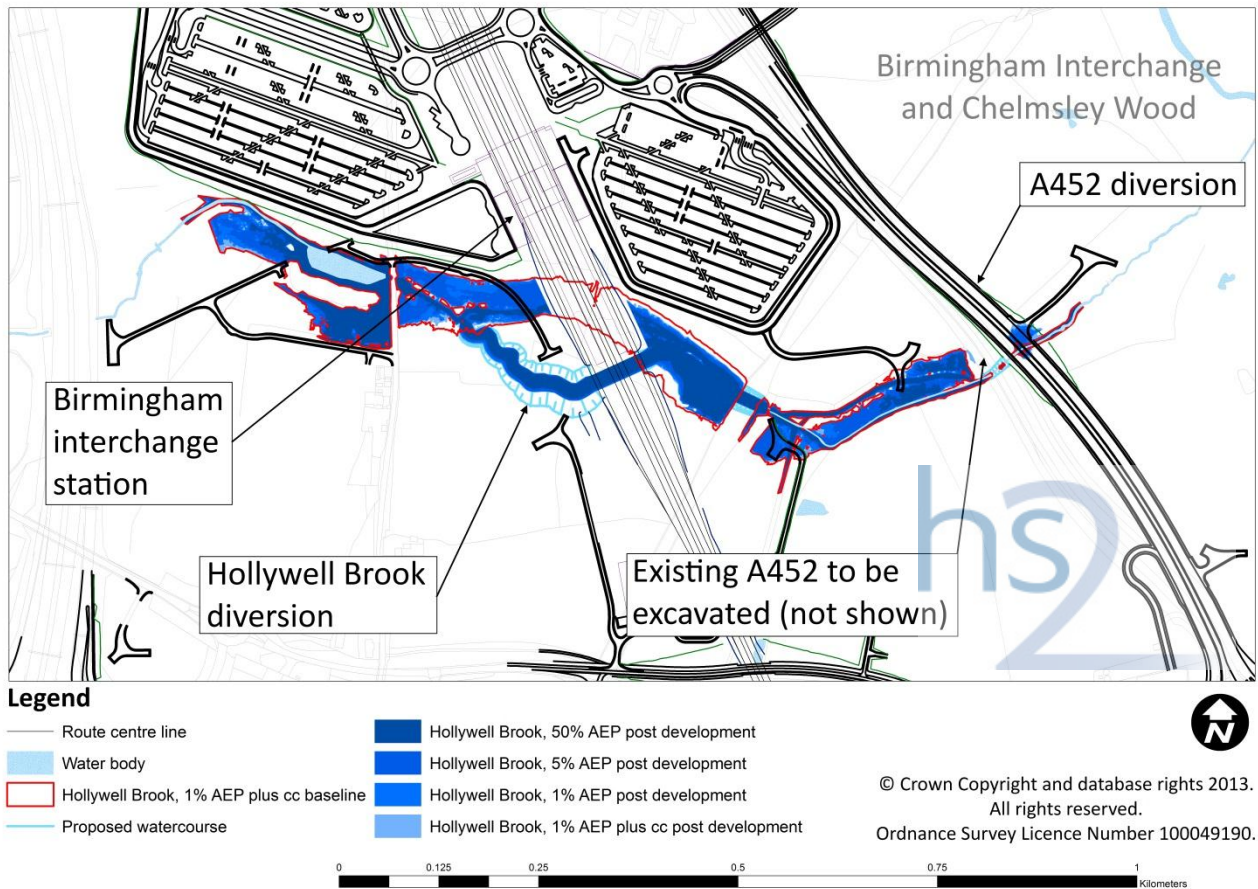 Birmingham Interchange
and Chelmsley Wood
A452 diversion
Birmingham
interchange
station
Hollywell Brook
diversion
Existing A452 to be
excavated (not shown)
hs2
Legend
Route centre line
Water body
Hollywell Brook, 1% AEP plus cc baseline
Proposed watercourse
Hollywell Brook, 50% AEP post development
Hollywell Brook, 5% AEP post development
Hollywell Brook, 1% AEP post development
Hollywell Brook, 1% AEP plus cc post development
N
© Crown Copyright and database rights 2013.
All rights reserved.
Ordnance Survey Licence Number 100049190.
0 0.125 0.25 0.5 0.75 1
Kilometers